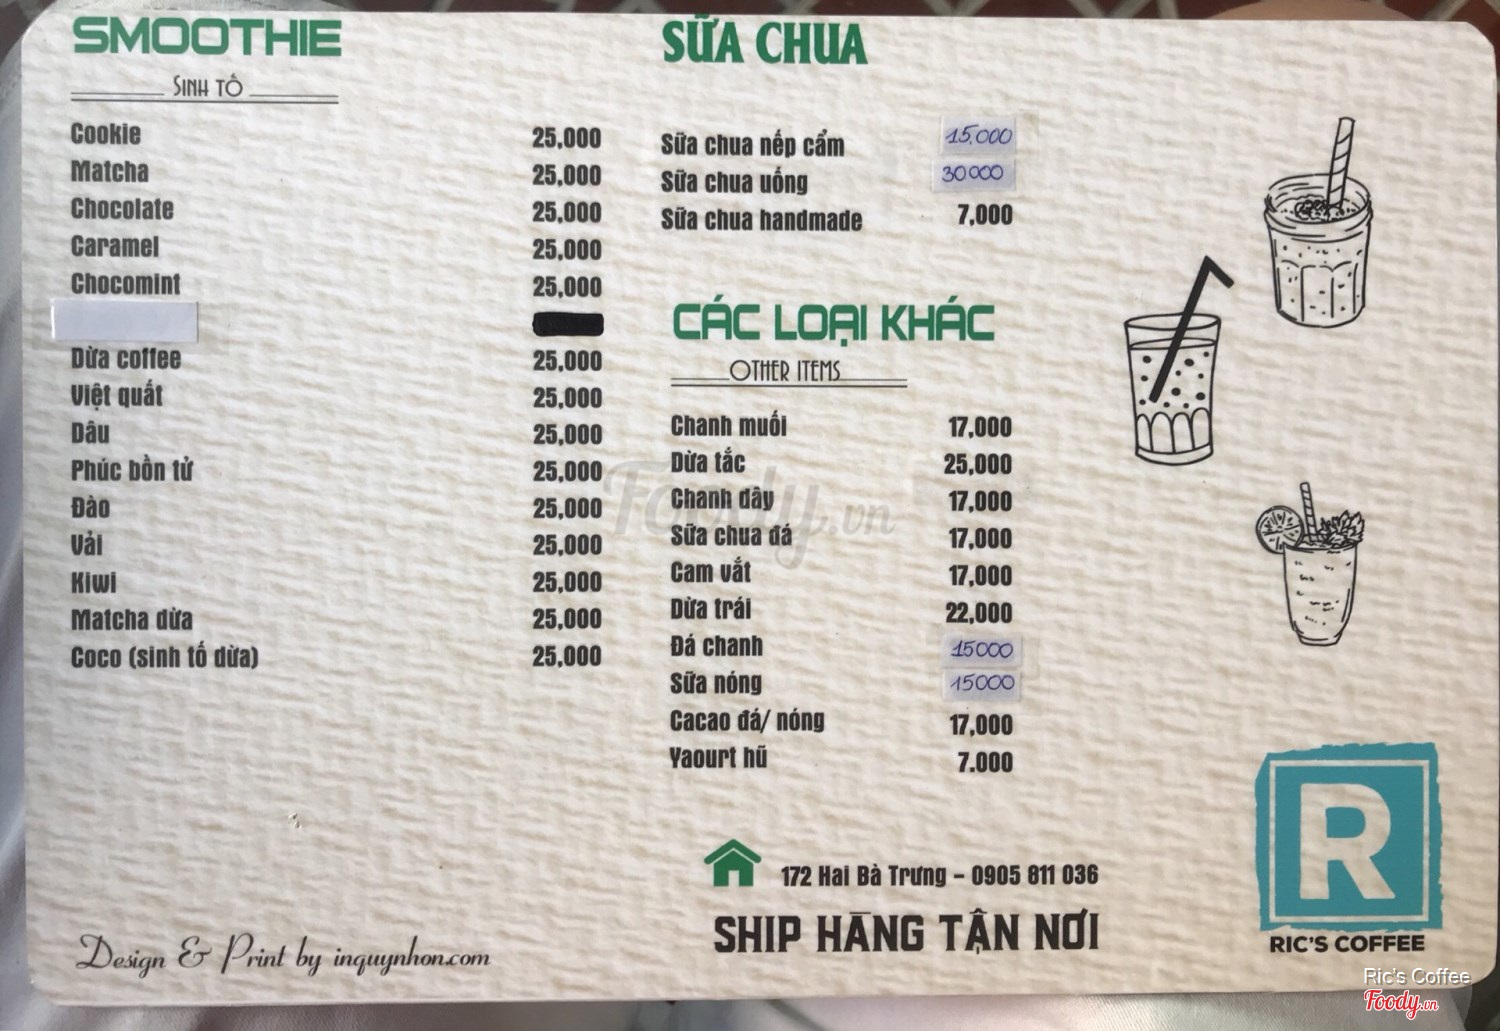 SMOOTHIE
SINH TỐ
Cookie 25,000
Matcha 25,000
Chocolate 25,000
Caramel 25,000
Chocomint 25,000
Dừa coffee 25,000
Việt quất 25,000
Dâu 25,000
Phúc bồn tử 25,000
Đào 25,000
Vải 25,000
Kiwi 25,000
Matcha dừa 25,000
Coco (sinh tố dừa) 25,000
SỮA CHUA
Sữa chua nếp cẩm 15.000
Sữa chua uống 30000
Sữa chua handmade 7,000
CÁC LOẠI KHÁC
OTHER ITEMS
Chanh muối 17,000
Dừa tắc 25,000
Chanh dây 17,000
Sữa chua đá 17,000
Cam vắt 17,000
Dừa trái 22,000
Đá chanh 15000
Sữa nóng 15000
Cacao đá/ nóng 17,000
Yaourt hũ 7.000
Foody.vn
172 Hai Bà Trưng - 0905 811 036
SHIP HÀNG TẬN NƠI
Design & Print by inquynhon.com
R
RIC'S COFFEE
Ric's Coffee
Foody.vn